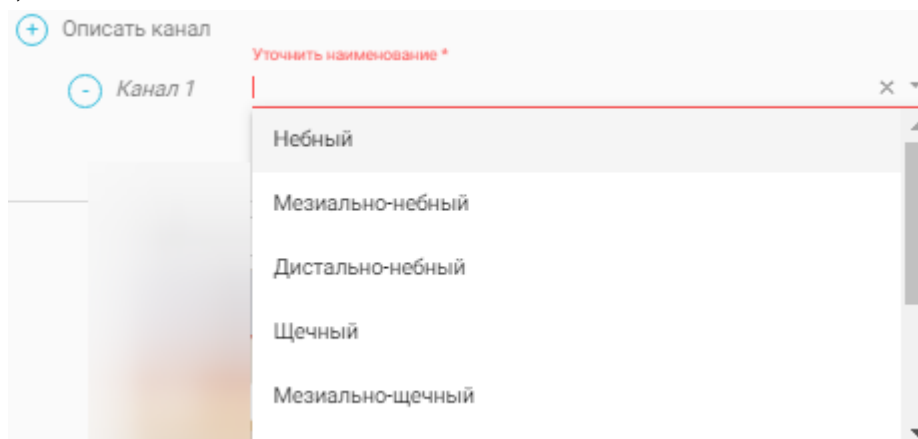 Описать канал
Уточнить наименование *
Канал 1
Небный
Мезиально-небный
Дистально-небный
Щечный
Мезиально-щечный